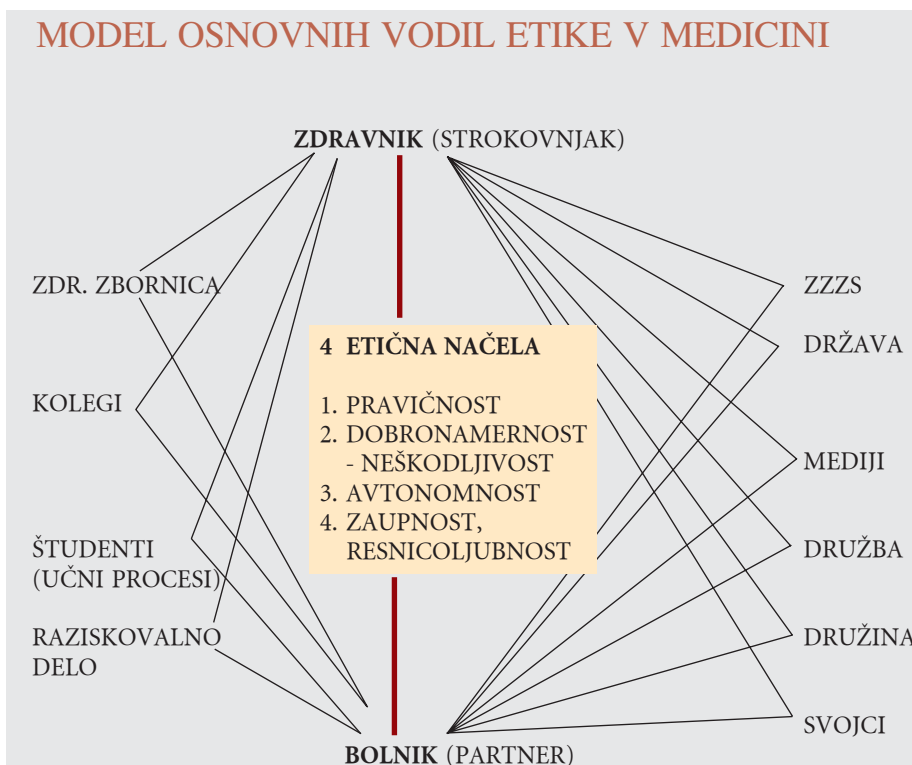 MODEL OSNOVNIH VODIL ETIKE V MEDICINI
ZDRAVNIK (STROKOVNJAK)
ZDR. ZBORNICA
KOLEGI
ŠTUDENTI
(UČNI PROCESI)
RAZISKOVALNO
DELO
4 ETIČNA NAČELA
1. PRAVIČNOST
2. DOBRONAMERNOST
- NEŠKODLJIVOST
3. AVTONOMNOST
4. ZAUPNOST,
RESNICOLJUBNOST
ZZZS
DRŽAVA
MEDIJI
DRUŽBA
DRUŽINA
SVOJCI
BOLNIK (PARTNER)